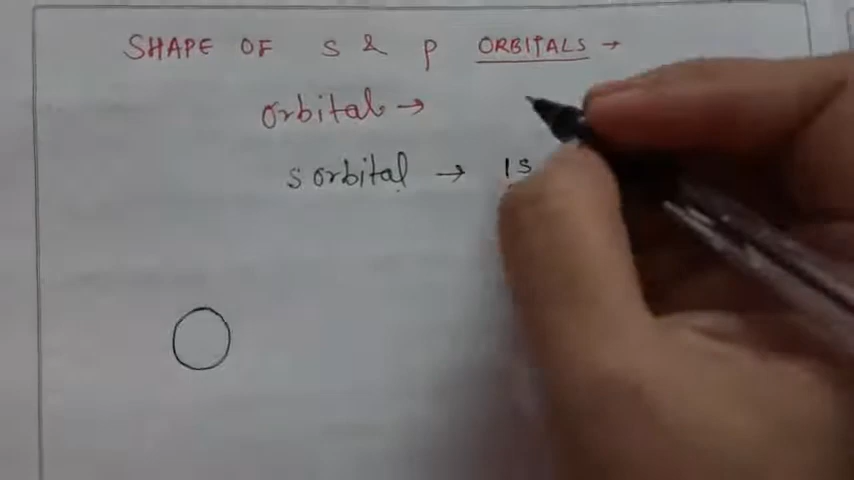 SHAPE OF s & p ORBITALS →
orbital →
s orbital → 1s